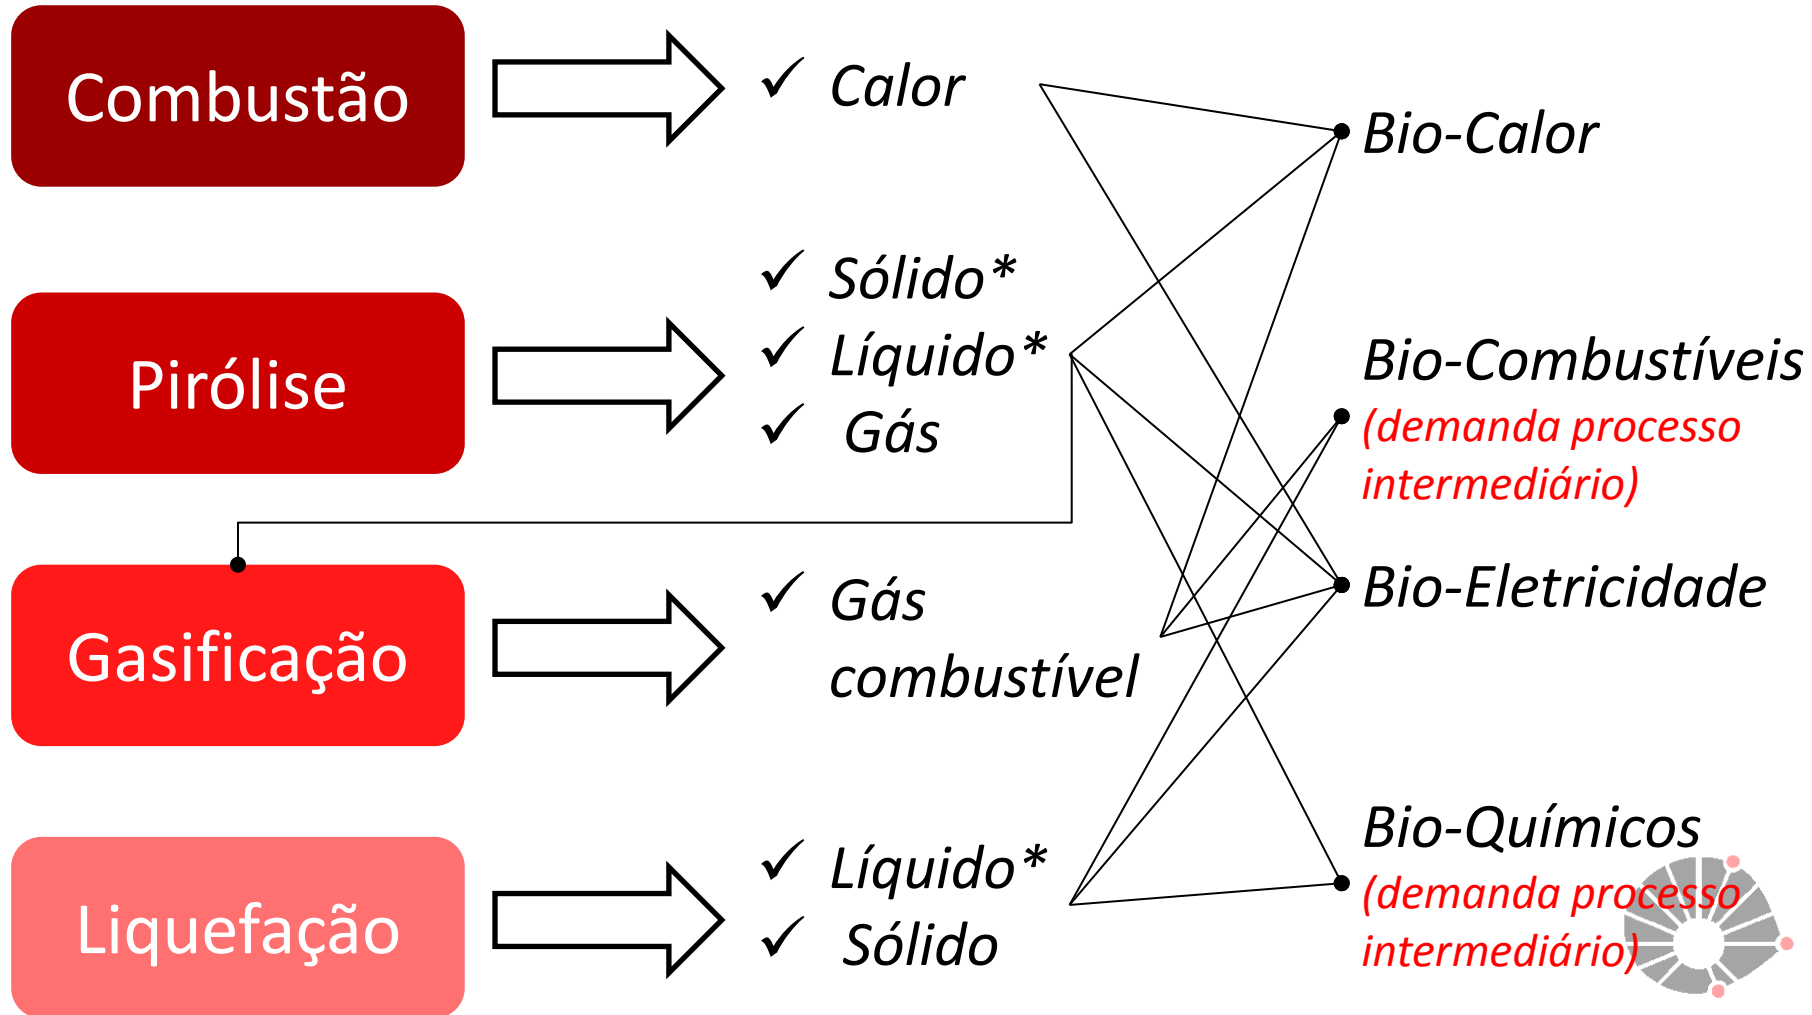 Combustão
Calor
Bio-Calor
Pirólise
Sólido*
Líquido*
Gás
Bio-Combustíveis
(demanda processo
intermediário)
Gasificação
Gás
combustível
Bio-Eletricidade
Liquefação
Líquido*
Sólido
Bio-Químicos
(demanda processo
intermediário)